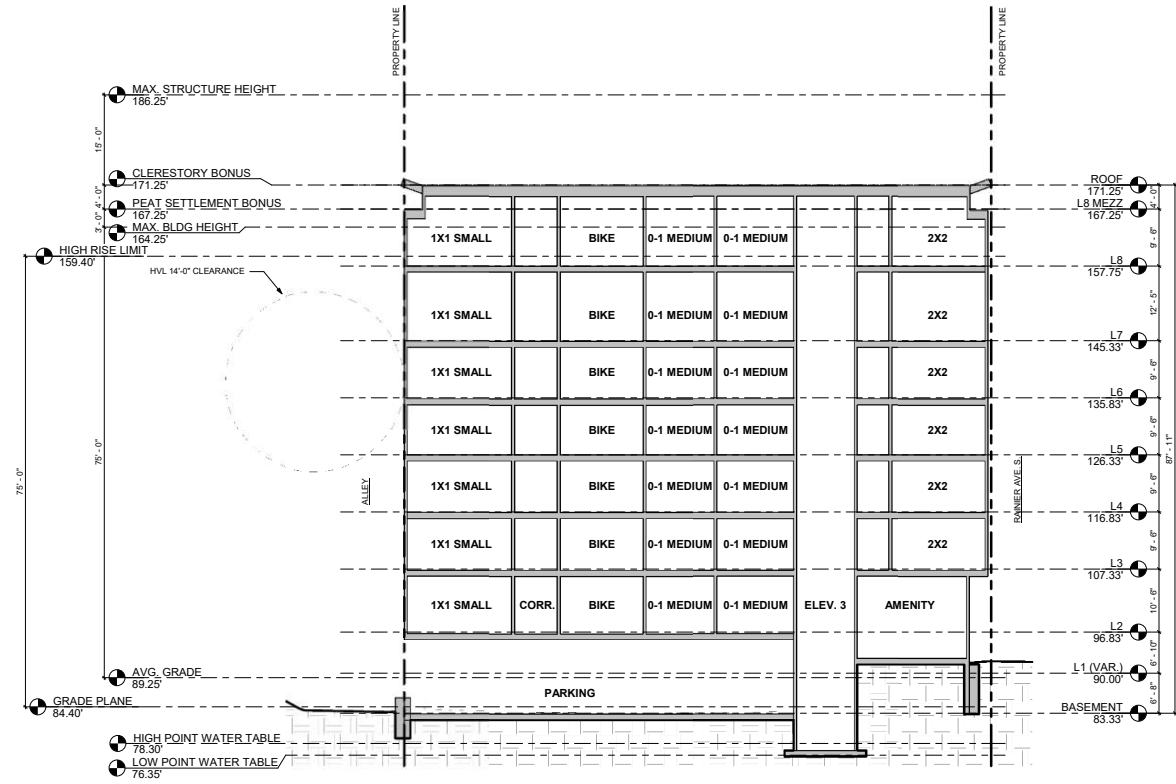 PROPERTY LINE
PROPERTY LINE
MAX. STRUCTURE HEIGHT
186.25'
15' - 0"
CLERESTORY BONUS
171.25'
4' - 0"
PEAT SETTLEMENT BONUS
167.25'
3' - 0"
MAX. BLDG HEIGHT
164.25'
HIGH RISE LIMIT
159.40'
HVL 14'-0" CLEARANCE
75' - 0"
75' - 0"
ALLEY
AVG. GRADE
89.25'
GRADE PLANE
84.40'
HIGH POINT WATER TABLE
78.30'
LOW POINT WATER TABLE
76.35'
1X1 SMALL BIKE 0-1 MEDIUM 0-1 MEDIUM 2X2
1X1 SMALL BIKE 0-1 MEDIUM 0-1 MEDIUM 2X2
1X1 SMALL BIKE 0-1 MEDIUM 0-1 MEDIUM 2X2
1X1 SMALL BIKE 0-1 MEDIUM 0-1 MEDIUM 2X2
1X1 SMALL BIKE 0-1 MEDIUM 0-1 MEDIUM 2X2
1X1 SMALL BIKE 0-1 MEDIUM 0-1 MEDIUM 2X2
1X1 SMALL CORR. BIKE 0-1 MEDIUM 0-1 MEDIUM ELEV. 3 AMENITY
PARKING
RAINIER AVE. S.
ROOF
171.25'
4' - 0"
L8 MEZZ
167.25'
9' - 6"
L8
157.75'
12' - 5"
L7
145.33'
9' - 6"
L6
135.83'
9' - 6"
L5
126.33'
9' - 6"
L4
116.83'
9' - 6"
L3
107.33'
10' - 6"
L2
96.83'
6' - 10"
L1 (VAR.)
90.00'
6' - 8"
BASEMENT
83.33'
87' - 11"